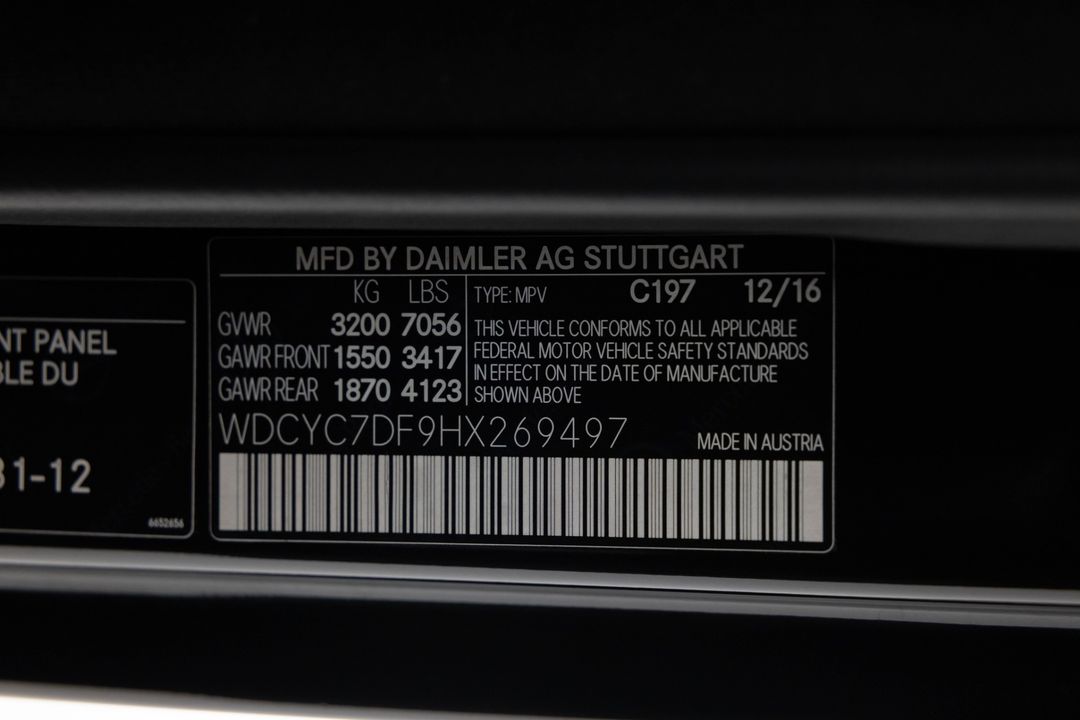 NT PANEL
BLE DU
31-12
6652656
MFD BY DAIMLER AG STUTTGART
KG LBS
GVWR 3200 7056
GAWR FRONT 1550 3417
GAWR REAR 1870 4123
TYPE: MPV C197 12/16
THIS VEHICLE CONFORMS TO ALL APPLICABLE
FEDERAL MOTOR VEHICLE SAFETY STANDARDS
IN EFFECT ON THE DATE OF MANUFACTURE
SHOWN ABOVE
WDCYC7DF9HX269497
MADE IN AUSTRIA